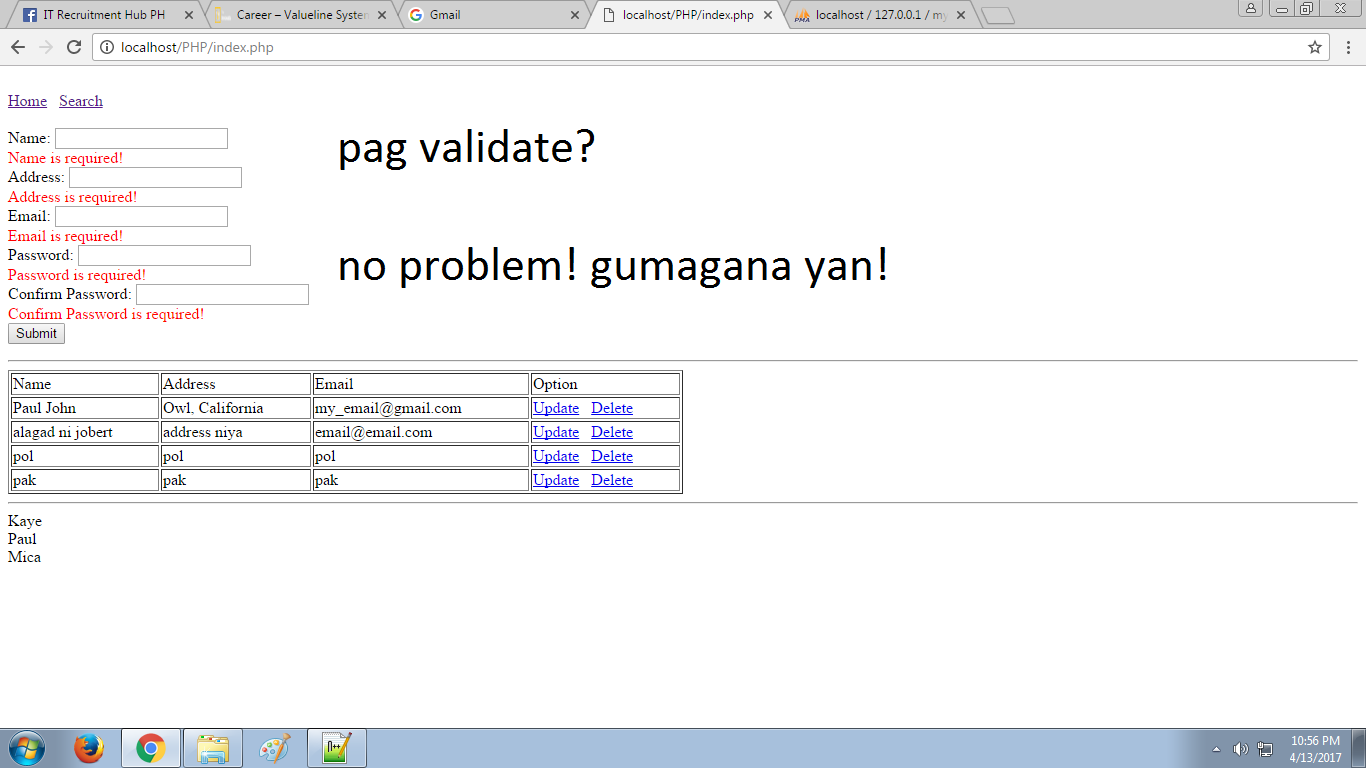 IT Recruitment Hub PH
Career – Valueline System
Gmail
localhost/PHP/index.php
localhost / 127.0.0.1 / my
localhost/PHP/index.php
Home Search
Name:
pag validate?
Name is required!
Address:
Address is required!
Email:
Email is required!
Password:
no problem! gumagana yan!
Password is required!
Confirm Password:
Confirm Password is required!
Submit
Name Address Email Option
Paul John Owl, California my_email@gmail.com Update Delete
alagad ni jobert address niya email@email.com Update Delete
pol pol pol Update Delete
pak pak pak Update Delete
Kaye
Paul
Mica
10:56 PM
4/13/2017